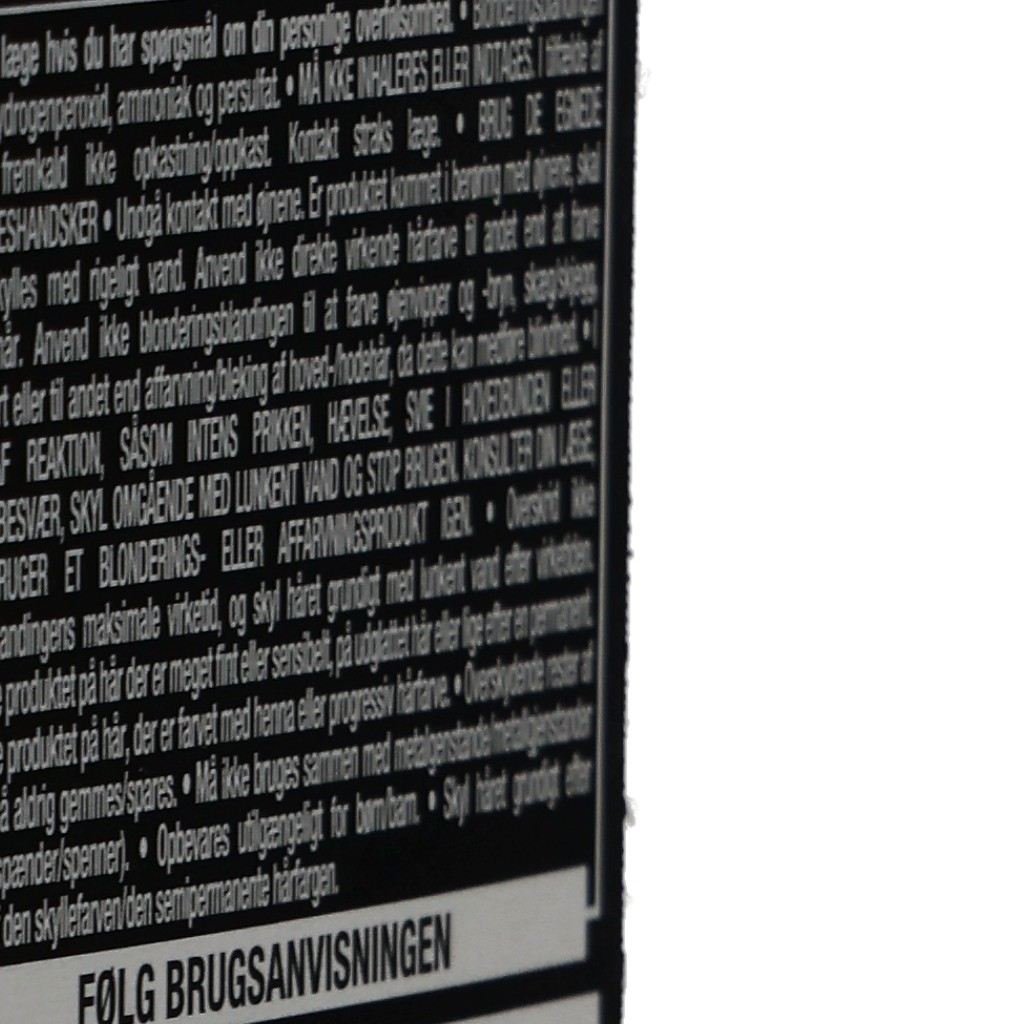 læge hvis du har spørgsmål om din personlige overfølsomhed. •
ydrogenperoxid, ammoniak og persulfat. • MÅ IKKE INHALERES ELLER INDTAGES. I tilfælde af
fremkald ikke opkastning/oppkast. Kontakt straks læge. • BRUG DE EGNEDE
ESHANDSKER • Undgå kontakt med øjnene. Er produktet kommet i berøring med øjnene, skal
kylles med rigeligt vand. Anvend ikke direkte virkende hårfarve til andet end at farve
hår. Anvend ikke blonderingsblandingen til at farve øjenvipper og -bryn, skæg/skjegg,
rt eller til andet end affarvning/bleking af hoved-/hodehår, da dette kan medføre blindhed. •
AF REAKTION, SÅSOM INTENS PRIKKEN, HÆVELSE, SVIE I HOVEDBUNDEN ELLER
BESVÆR, SKYL OMGÅENDE MED LUNKENT VAND OG STOP BRUGEN. KONSULTER DIN LÆGE,
RUGER ET BLONDERINGS- ELLER AFFARVNINGSPRODUKT IGEN. • Overskrid ikke
andingens maksimale virketid, og skyl håret grundigt med lunkent vand efter virketiden.
e produktet på hår der er meget fint eller sensibelt, på udglattet hår eller lige efter en permanent.
e produktet på hår, der er farvet med henna eller progressiv hårfarve. • Overskydende rester af
å aldrig gemmes/spares. • Må ikke bruges sammen med metalgenstande/metallgjenstander
spænder/spenner). • Opbevares utilgængeligt for børn/barn. • Skyl håret grundigt efter
den skyllefarven/den semipermanente hårfargen.
FØLG BRUGSANVISNINGEN